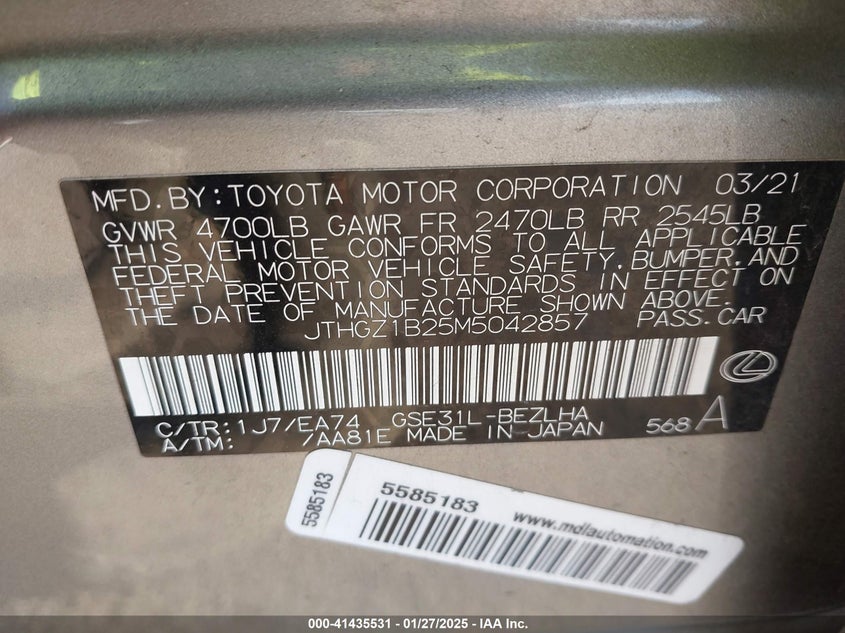 MFD.BY:TOYOTA MOTOR CORPORATION 03/21
GVWR 4700LB GAWR FR 2470LB RR 2545LB
THIS VEHICLE CONFORMS TO ALL APPLICABLE
FEDERAL MOTOR VEHICLE SAFETY,BUMPER,AND
THEFT PREVENTION STANDARDS IN EFFECT ON
THE DATE OF MANUFACTURE SHOWN ABOVE.
JTHGZ1B25M5042857 PASS.CAR
C/TR:1J7/EA74 GSE31L-BEZLHA
A/TM: /AA81E MADE IN JAPAN 568 A
5585183
5585183 www.mdlautomation.com
000-41435531 - 01/27/2025 - IAA Inc.